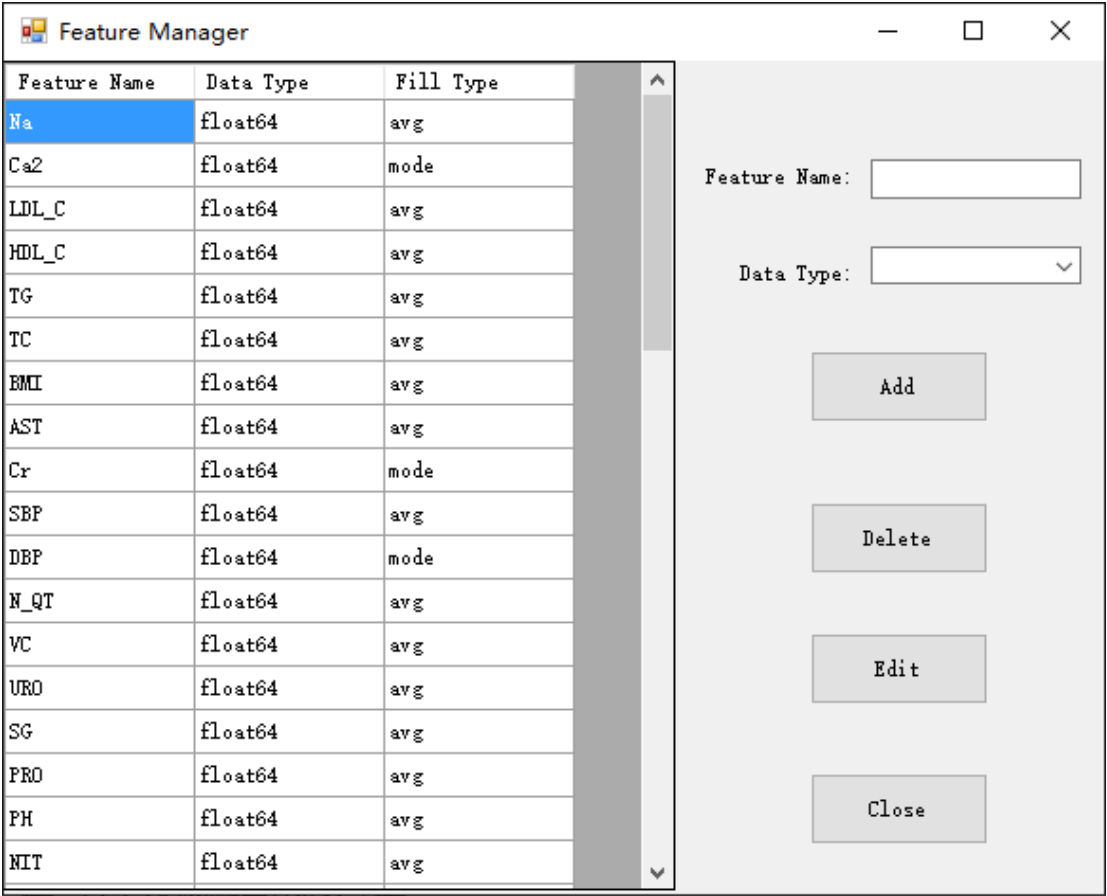 Feature Manager
Feature Name Data Type Fill Type
Na float64 avg
Ca2 float64 mode
LDL_C float64 avg
HDL_C float64 avg
TG float64 avg
TC float64 avg
BMI float64 avg
AST float64 avg
Cr float64 mode
SBP float64 avg
DBP float64 mode
N_QT float64 avg
VC float64 avg
URO float64 avg
SG float64 avg
PRO float64 avg
PH float64 avg
NIT float64 avg
Feature Name:
Data Type:
Add
Delete
Edit
Close